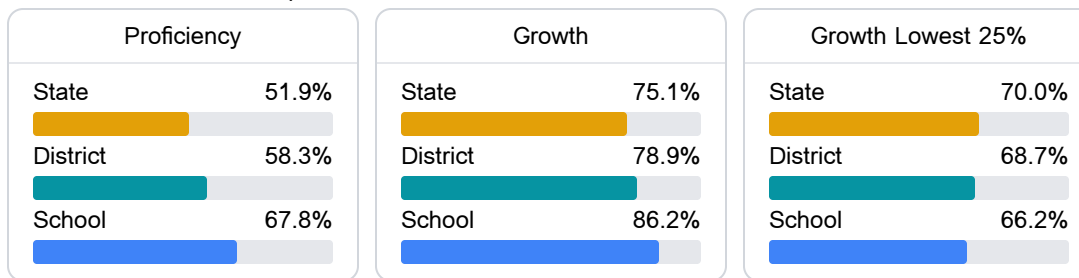 Proficiency
State 51.9%
District 58.3%
School 67.8%
Growth
State 75.1%
District 78.9%
School 86.2%
Growth Lowest 25%
State 70.0%
District 68.7%
School 66.2%